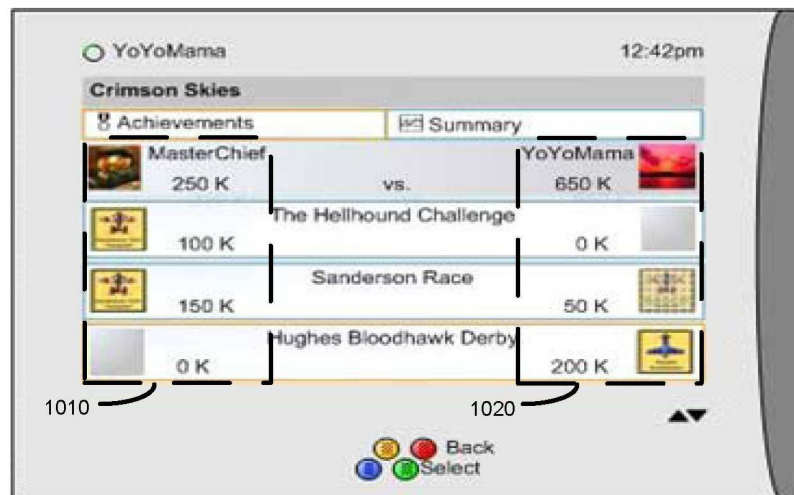 YoYoMama 12:42pm
Crimson Skies
Achievements Summary
MasterChief YoYoMama
250 K vs. 650 K
The Hellhound Challenge
100 K 0 K
Sanderson Race
150 K 50 K
Hughes Bloodhawk Derby
0 K 200 K
1010 1020
Back
Select